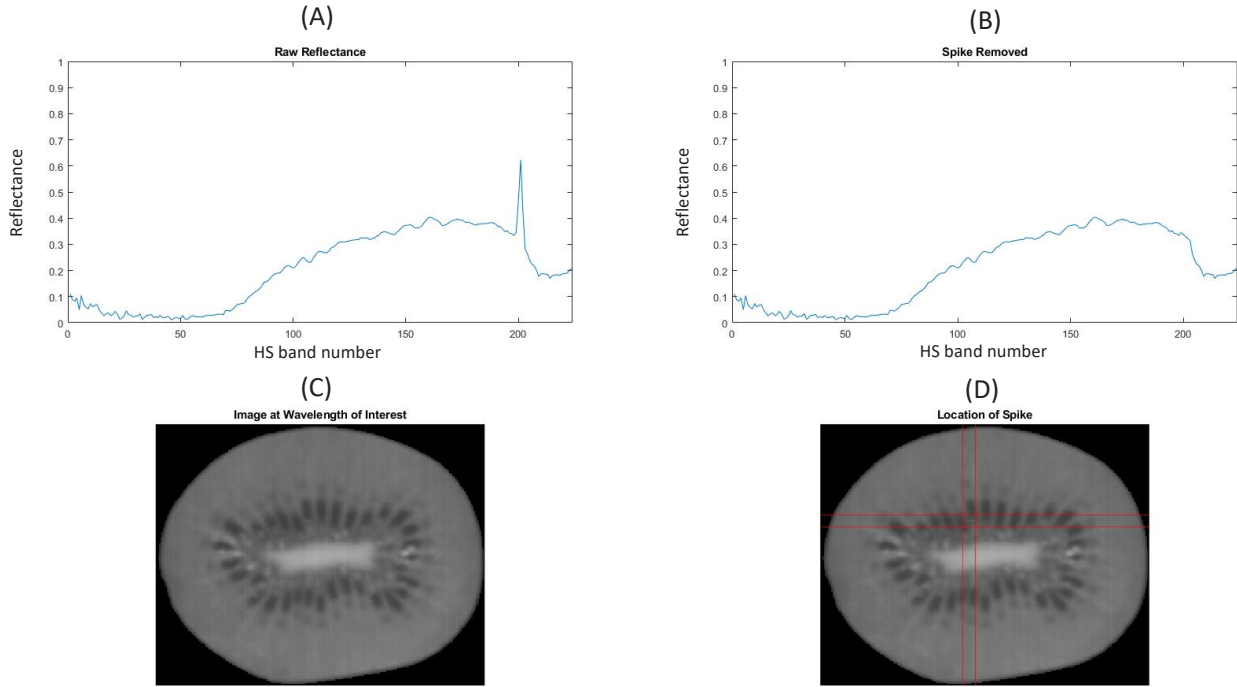 (A)
Raw Reflectance
1
0.9
0.8
0.7
0.6
0.5
0.4
0.3
0.2
0.1
0
Reflectance
0 50 100 150 200
HS band number
(B)
Spike Removed
1
0.9
0.8
0.7
0.6
0.5
0.4
0.3
0.2
0.1
0
Reflectance
0 50 100 150 200
HS band number
(C)
Image at Wavelength of Interest
(D)
Location of Spike